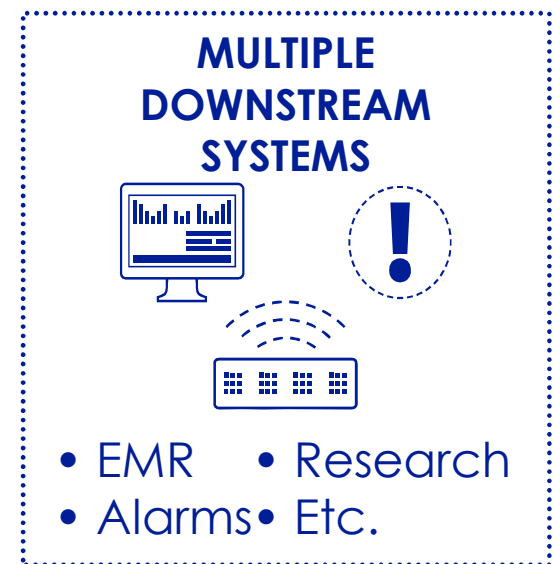 MULTIPLE
DOWNSTREAM
SYSTEMS
• EMR • Research
• Alarms • Etc.